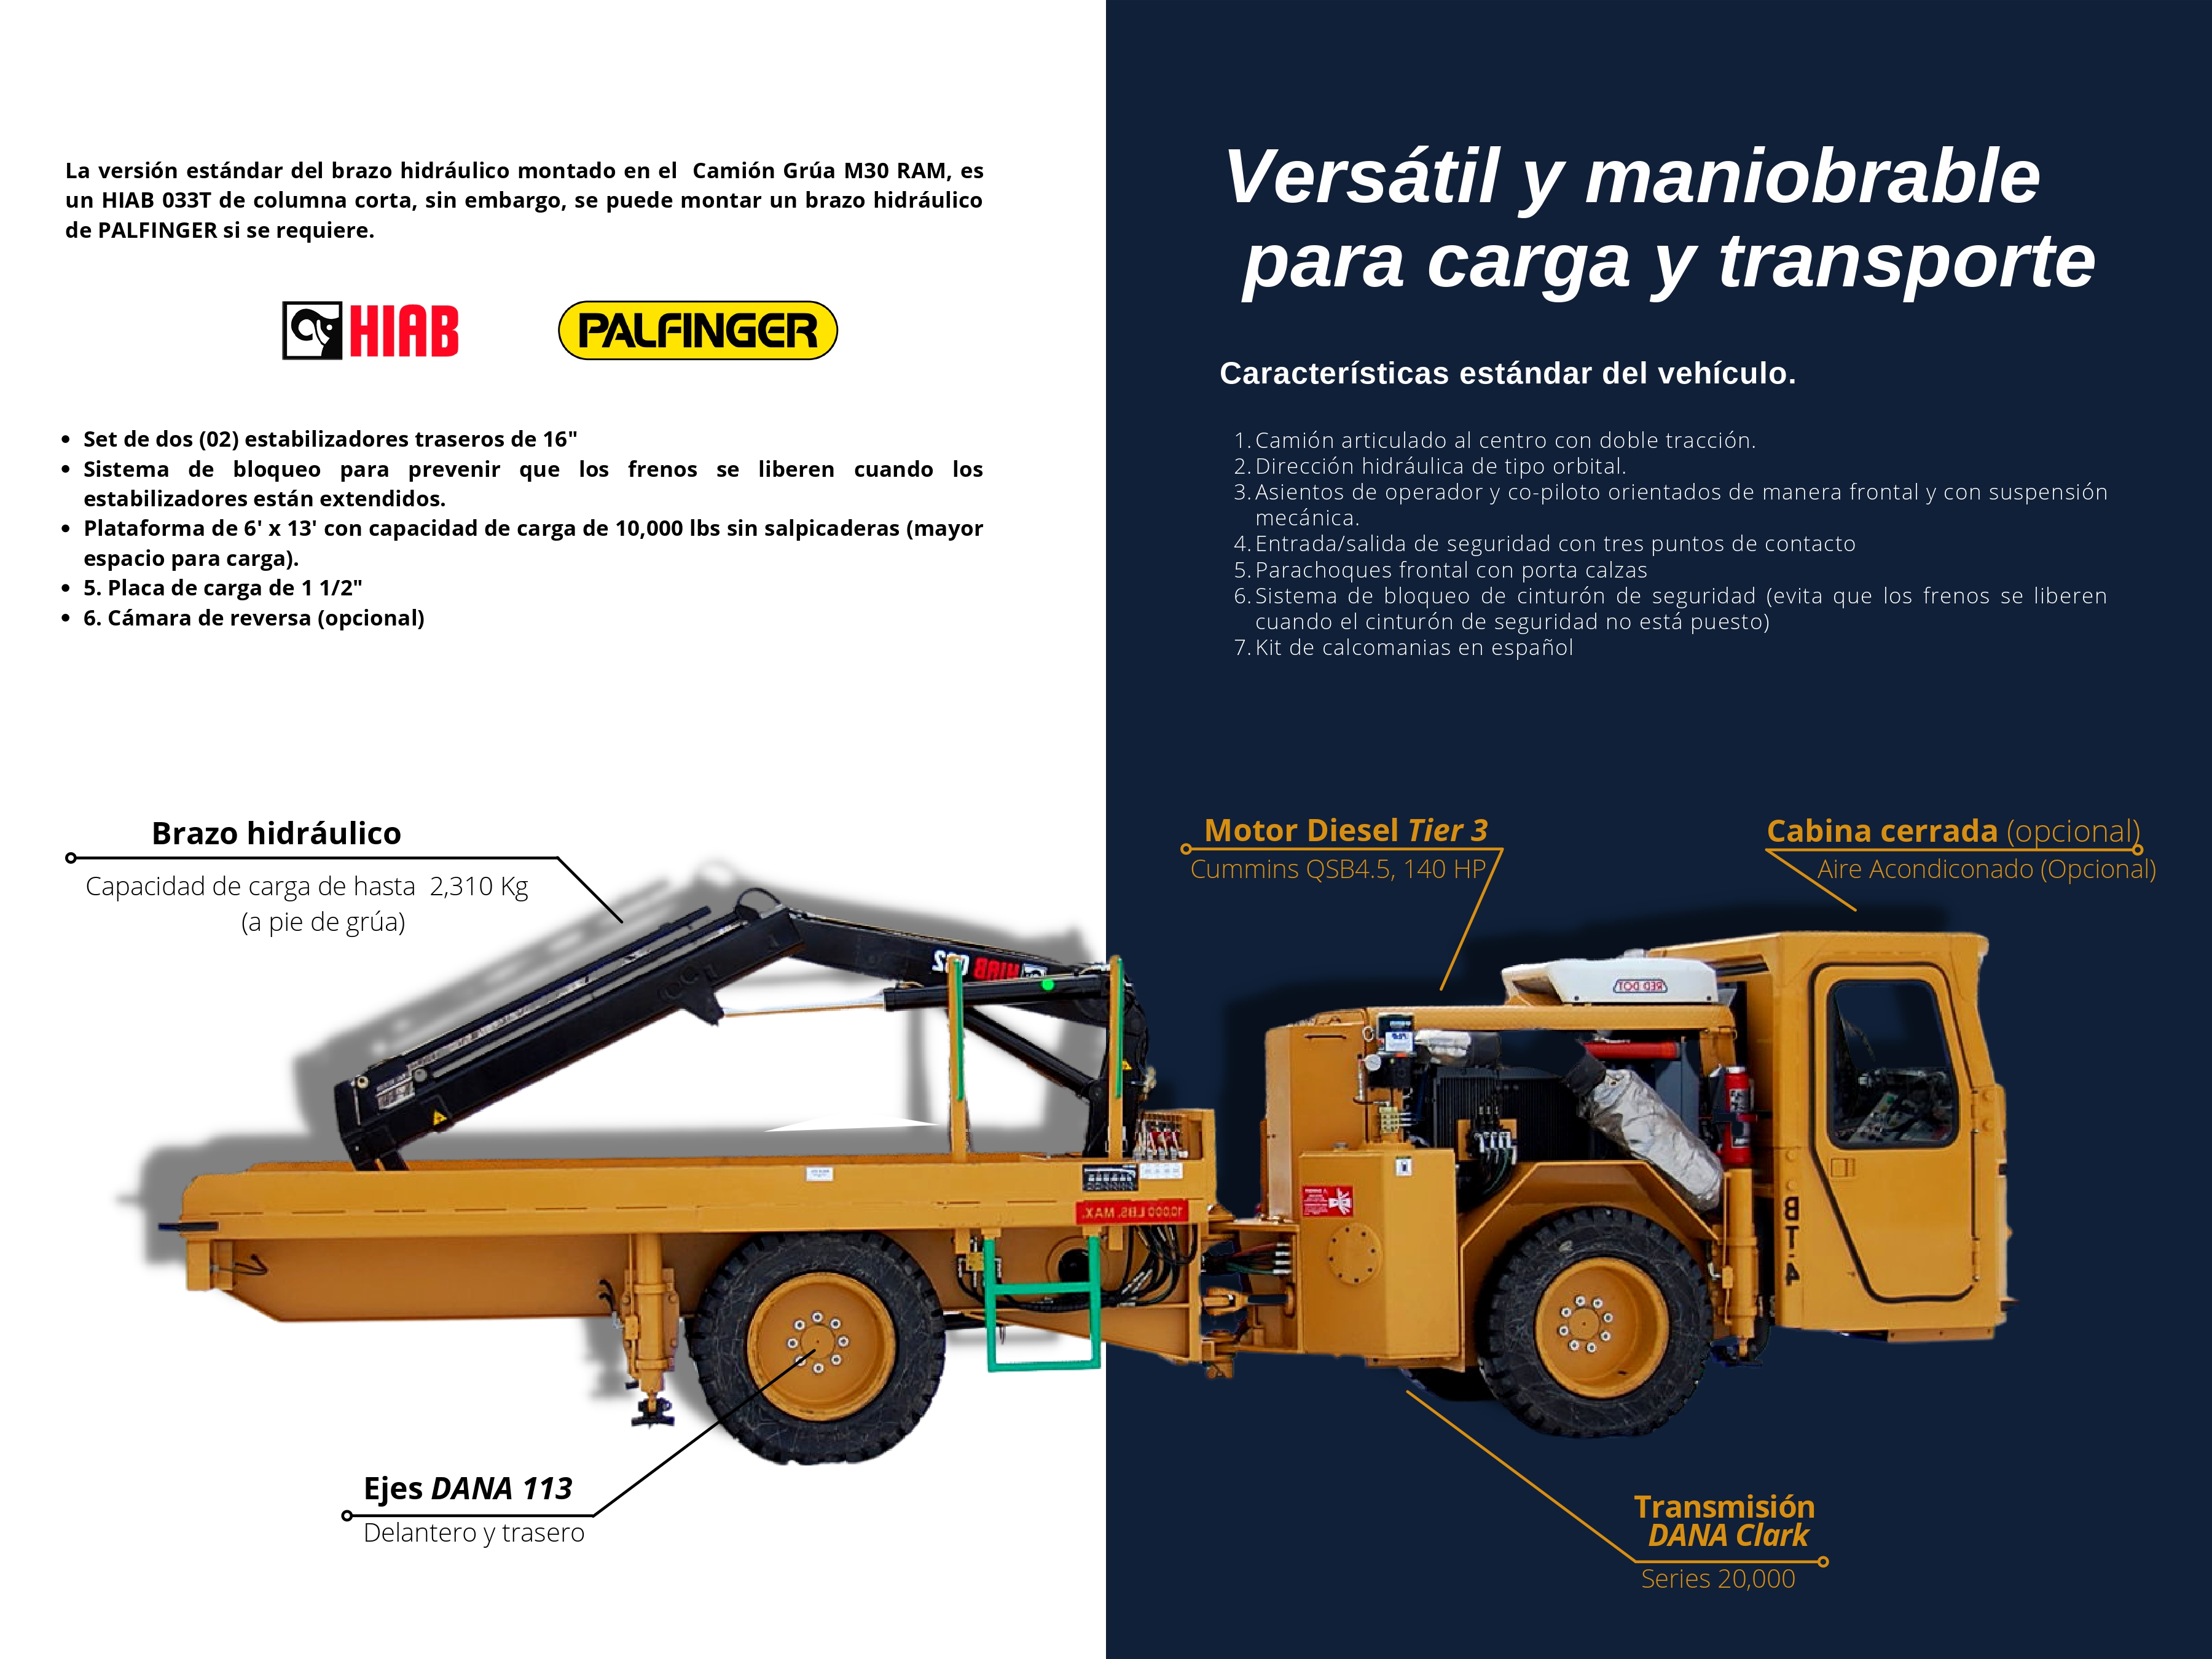 La versión estándar del brazo hidráulico montado en el  Camión Grúa M30 RAM, es
un HIAB 033T de columna corta, sin embargo, se puede montar un brazo hidráulico
de PALFINGER si se requiere.
HIAB
PALFINGER
• Set de dos (02) estabilizadores traseros de 16"
• Sistema de bloqueo para prevenir que los frenos se liberen cuando los
estabilizadores están extendidos.
• Plataforma de 6' x 13' con capacidad de carga de 10,000 lbs sin salpicaderas (mayor
espacio para carga).
• 5. Placa de carga de 1 1/2"
• 6. Cámara de reversa (opcional)
Versátil y maniobrable
para carga y transporte
Características estándar del vehículo.
1. Camión articulado al centro con doble tracción.
2. Dirección hidráulica de tipo orbital.
3. Asientos de operador y co-piloto orientados de manera frontal y con suspensión
mecánica.
4. Entrada/salida de seguridad con tres puntos de contacto
5. Parachoques frontal con porta calzas
6. Sistema de bloqueo de cinturón de seguridad (evita que los frenos se liberen
cuando el cinturón de seguridad no está puesto)
7. Kit de calcomanias en español
Brazo hidráulico
Capacidad de carga de hasta  2,310 Kg
(a pie de grúa)
Motor Diesel Tier 3
Cummins QSB4.5, 140 HP
Cabina cerrada (opcional)
Aire Acondiconado (Opcional)
HIAB
RED DOT
10,000 LBS. MAX.
Ejes DANA 113
Delantero y trasero
Transmisión
DANA Clark
Series 20,000